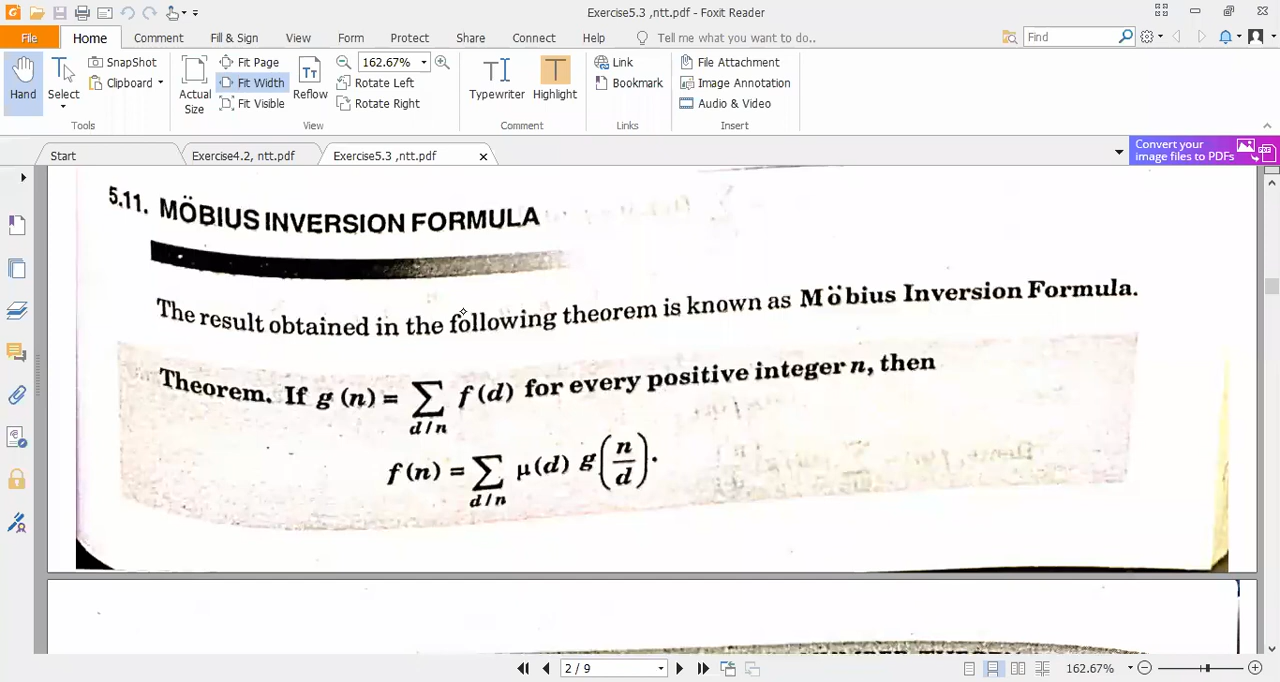 Exercise5.3 ,ntt.pdf - Foxit Reader
File Home Comment Fill & Sign View Form Protect Share Connect Help Tell me what you want to do.. Find
Hand Select SnapShot Clipboard Actual Size Fit Page Fit Width Fit Visible Reflow 162.67% Rotate Left Rotate Right Typewriter Highlight Link Bookmark File Attachment Image Annotation Audio & Video
Tools View Comment Links Insert
Start Exercise4.2, ntt.pdf Exercise5.3 ,ntt.pdf
Convert your
image files to PDFs
5.11. MÖBIUS INVERSION FORMULA
The result obtained in the following theorem is known as Möbius Inversion Formula.
Theorem. If g (n) = ∑ f (d) for every positive integer n, then
d/n
f (n) = ∑ μ(d) g(n/d).
d/n
2 / 9 162.67%